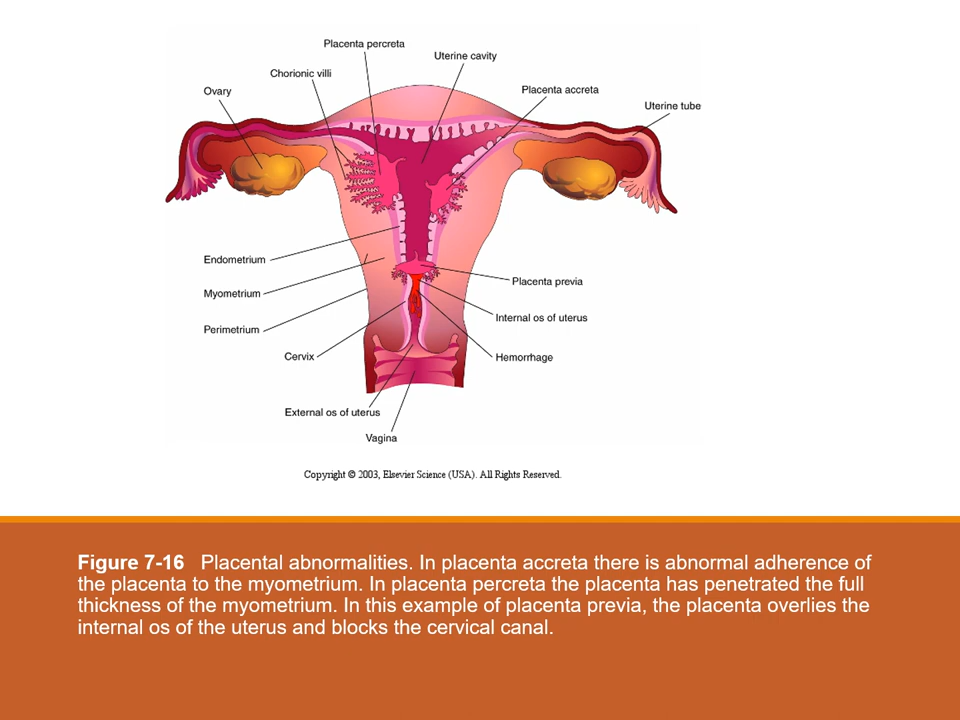 Placenta percreta
Uterine cavity
Chorionic villi
Ovary
Placenta accreta
Uterine tube
Endometrium
Placenta previa
Myometrium
Internal os of uterus
Perimetrium
Cervix
Hemorrhage
External os of uterus
Vagina
Copyright © 2003, Elsevier Science (USA). All Rights Reserved.
Figure 7-16 Placental abnormalities. In placenta accreta there is abnormal adherence of
the placenta to the myometrium. In placenta percreta the placenta has penetrated the full
thickness of the myometrium. In this example of placenta previa, the placenta overlies the
internal os of the uterus and blocks the cervical canal.